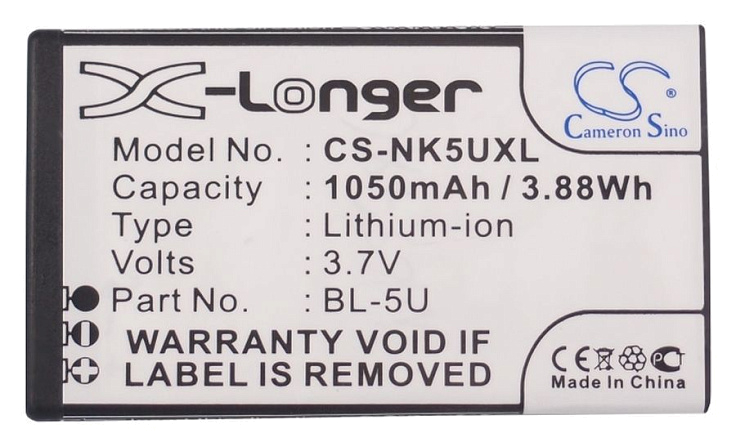 X-Longer
CS ®
Cameron Sino
Model No. : CS-NK5UXL
Capacity : 1050mAh / 3.88Wh
Type : Lithium-ion
Volts : 3.7V
Part No. : BL-5U
WARRANTY VOID IF
LABEL IS REMOVED
CE PCT
Made In China